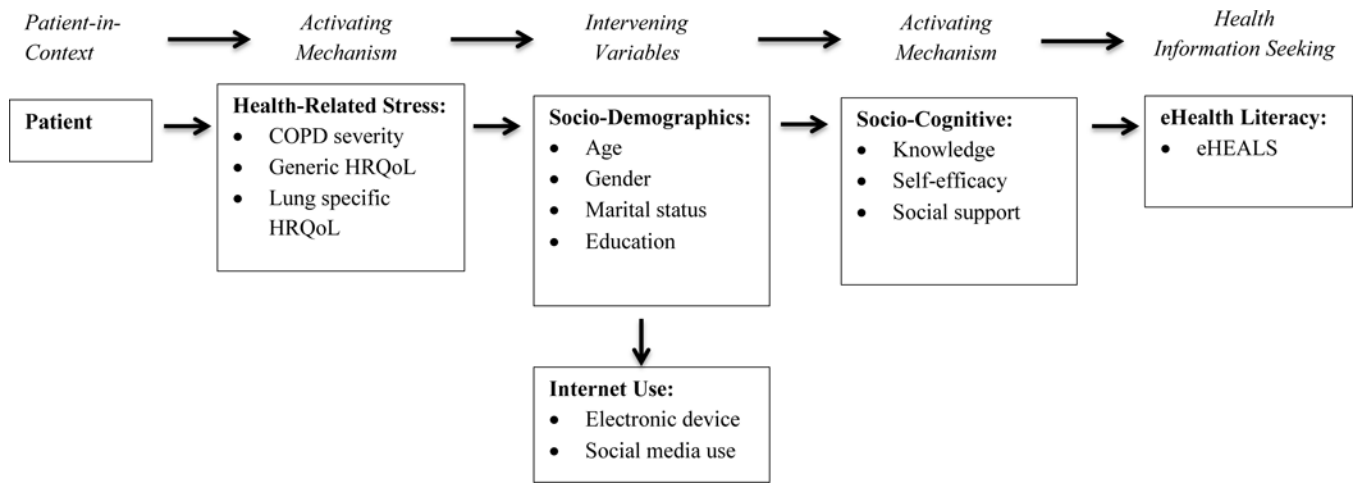 Patient-in-
Context
Activating
Mechanism
Intervening
Variables
Activating
Mechanism
Health
Information Seeking
Patient
Health-Related Stress:
• COPD severity
• Generic HRQoL
• Lung specific
HRQoL
Socio-Demographics:
• Age
• Gender
• Marital status
• Education
Socio-Cognitive:
• Knowledge
• Self-efficacy
• Social support
eHealth Literacy:
• eHEALS
Internet Use:
• Electronic device
• Social media use